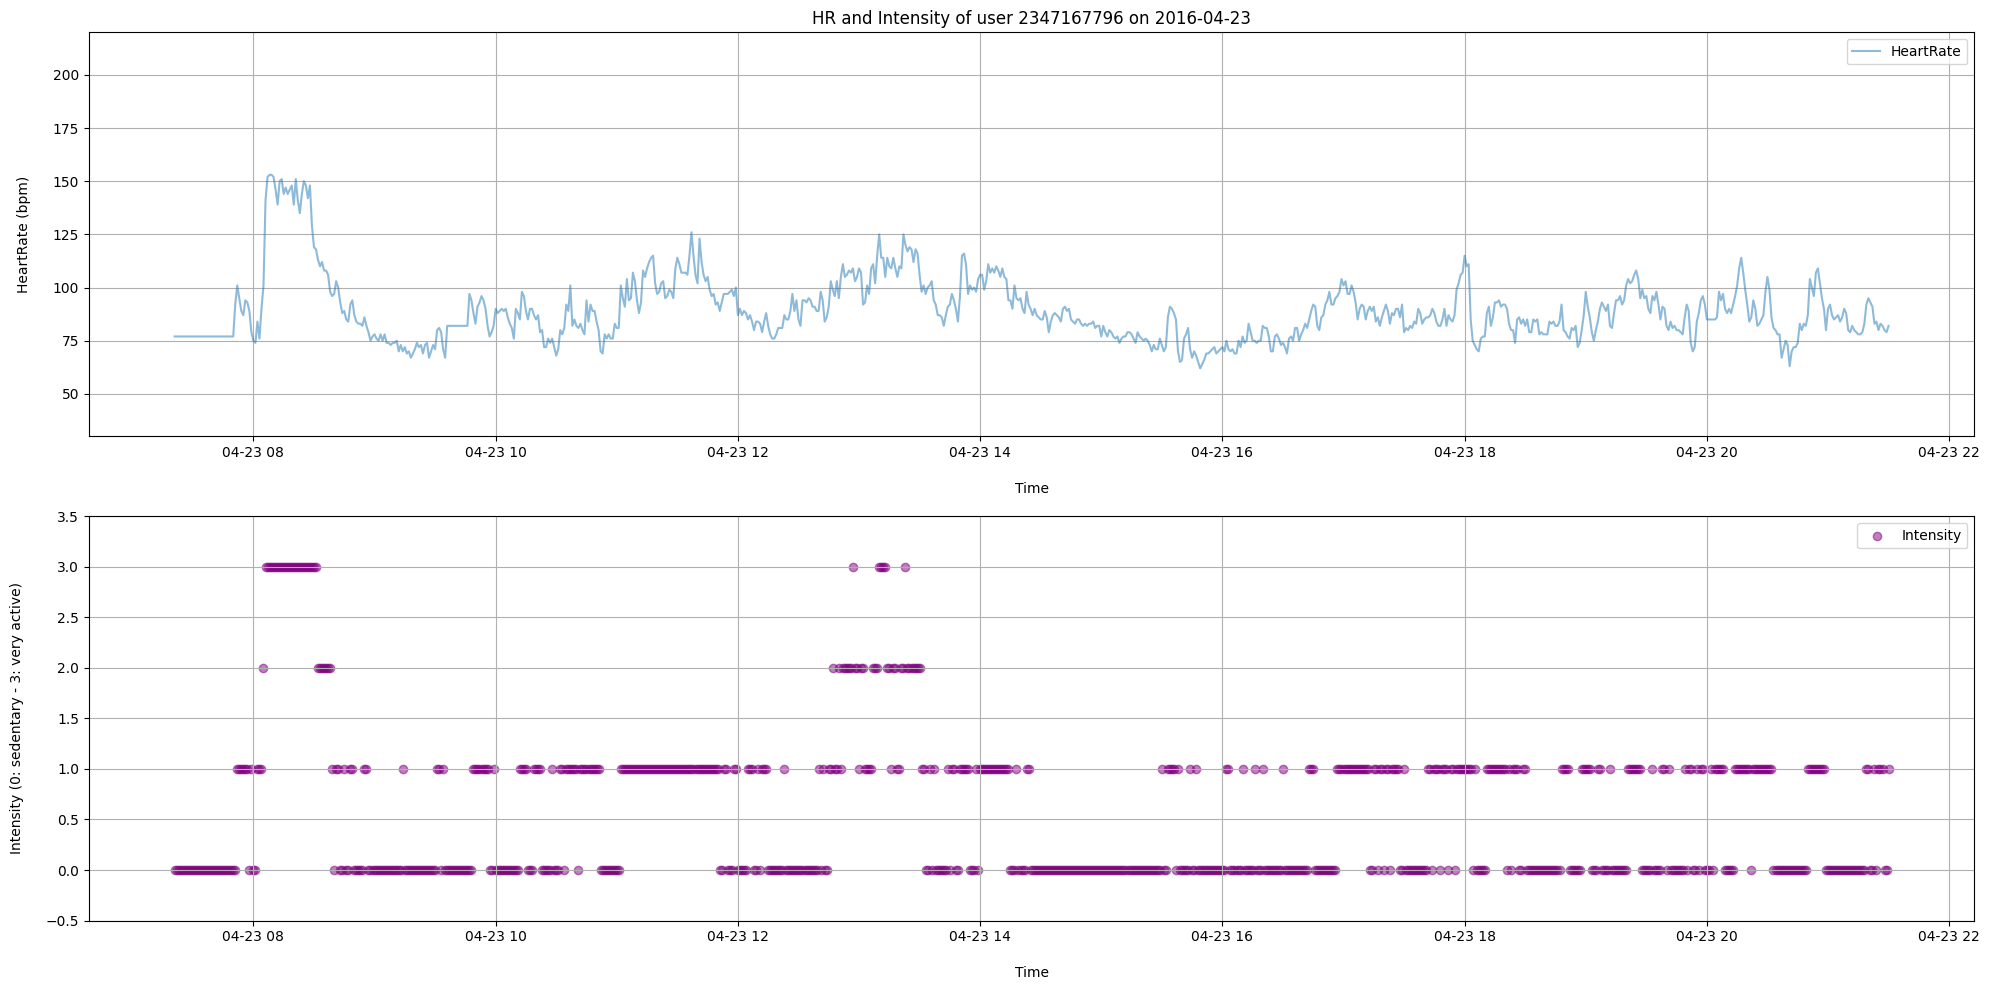 HR and Intensity of user 2347167796 on 2016-04-23
HeartRate
200
175
150
125
100
75
50
HeartRate (bpm)
04-23 08 04-23 10 04-23 12 04-23 14 04-23 16 04-23 18 04-23 20 04-23 22
Time
Intensity
3.5
3.0
2.5
2.0
1.5
1.0
0.5
0.0
−0.5
Intensity (0: sedentary - 3: very active)
04-23 08 04-23 10 04-23 12 04-23 14 04-23 16 04-23 18 04-23 20 04-23 22
Time